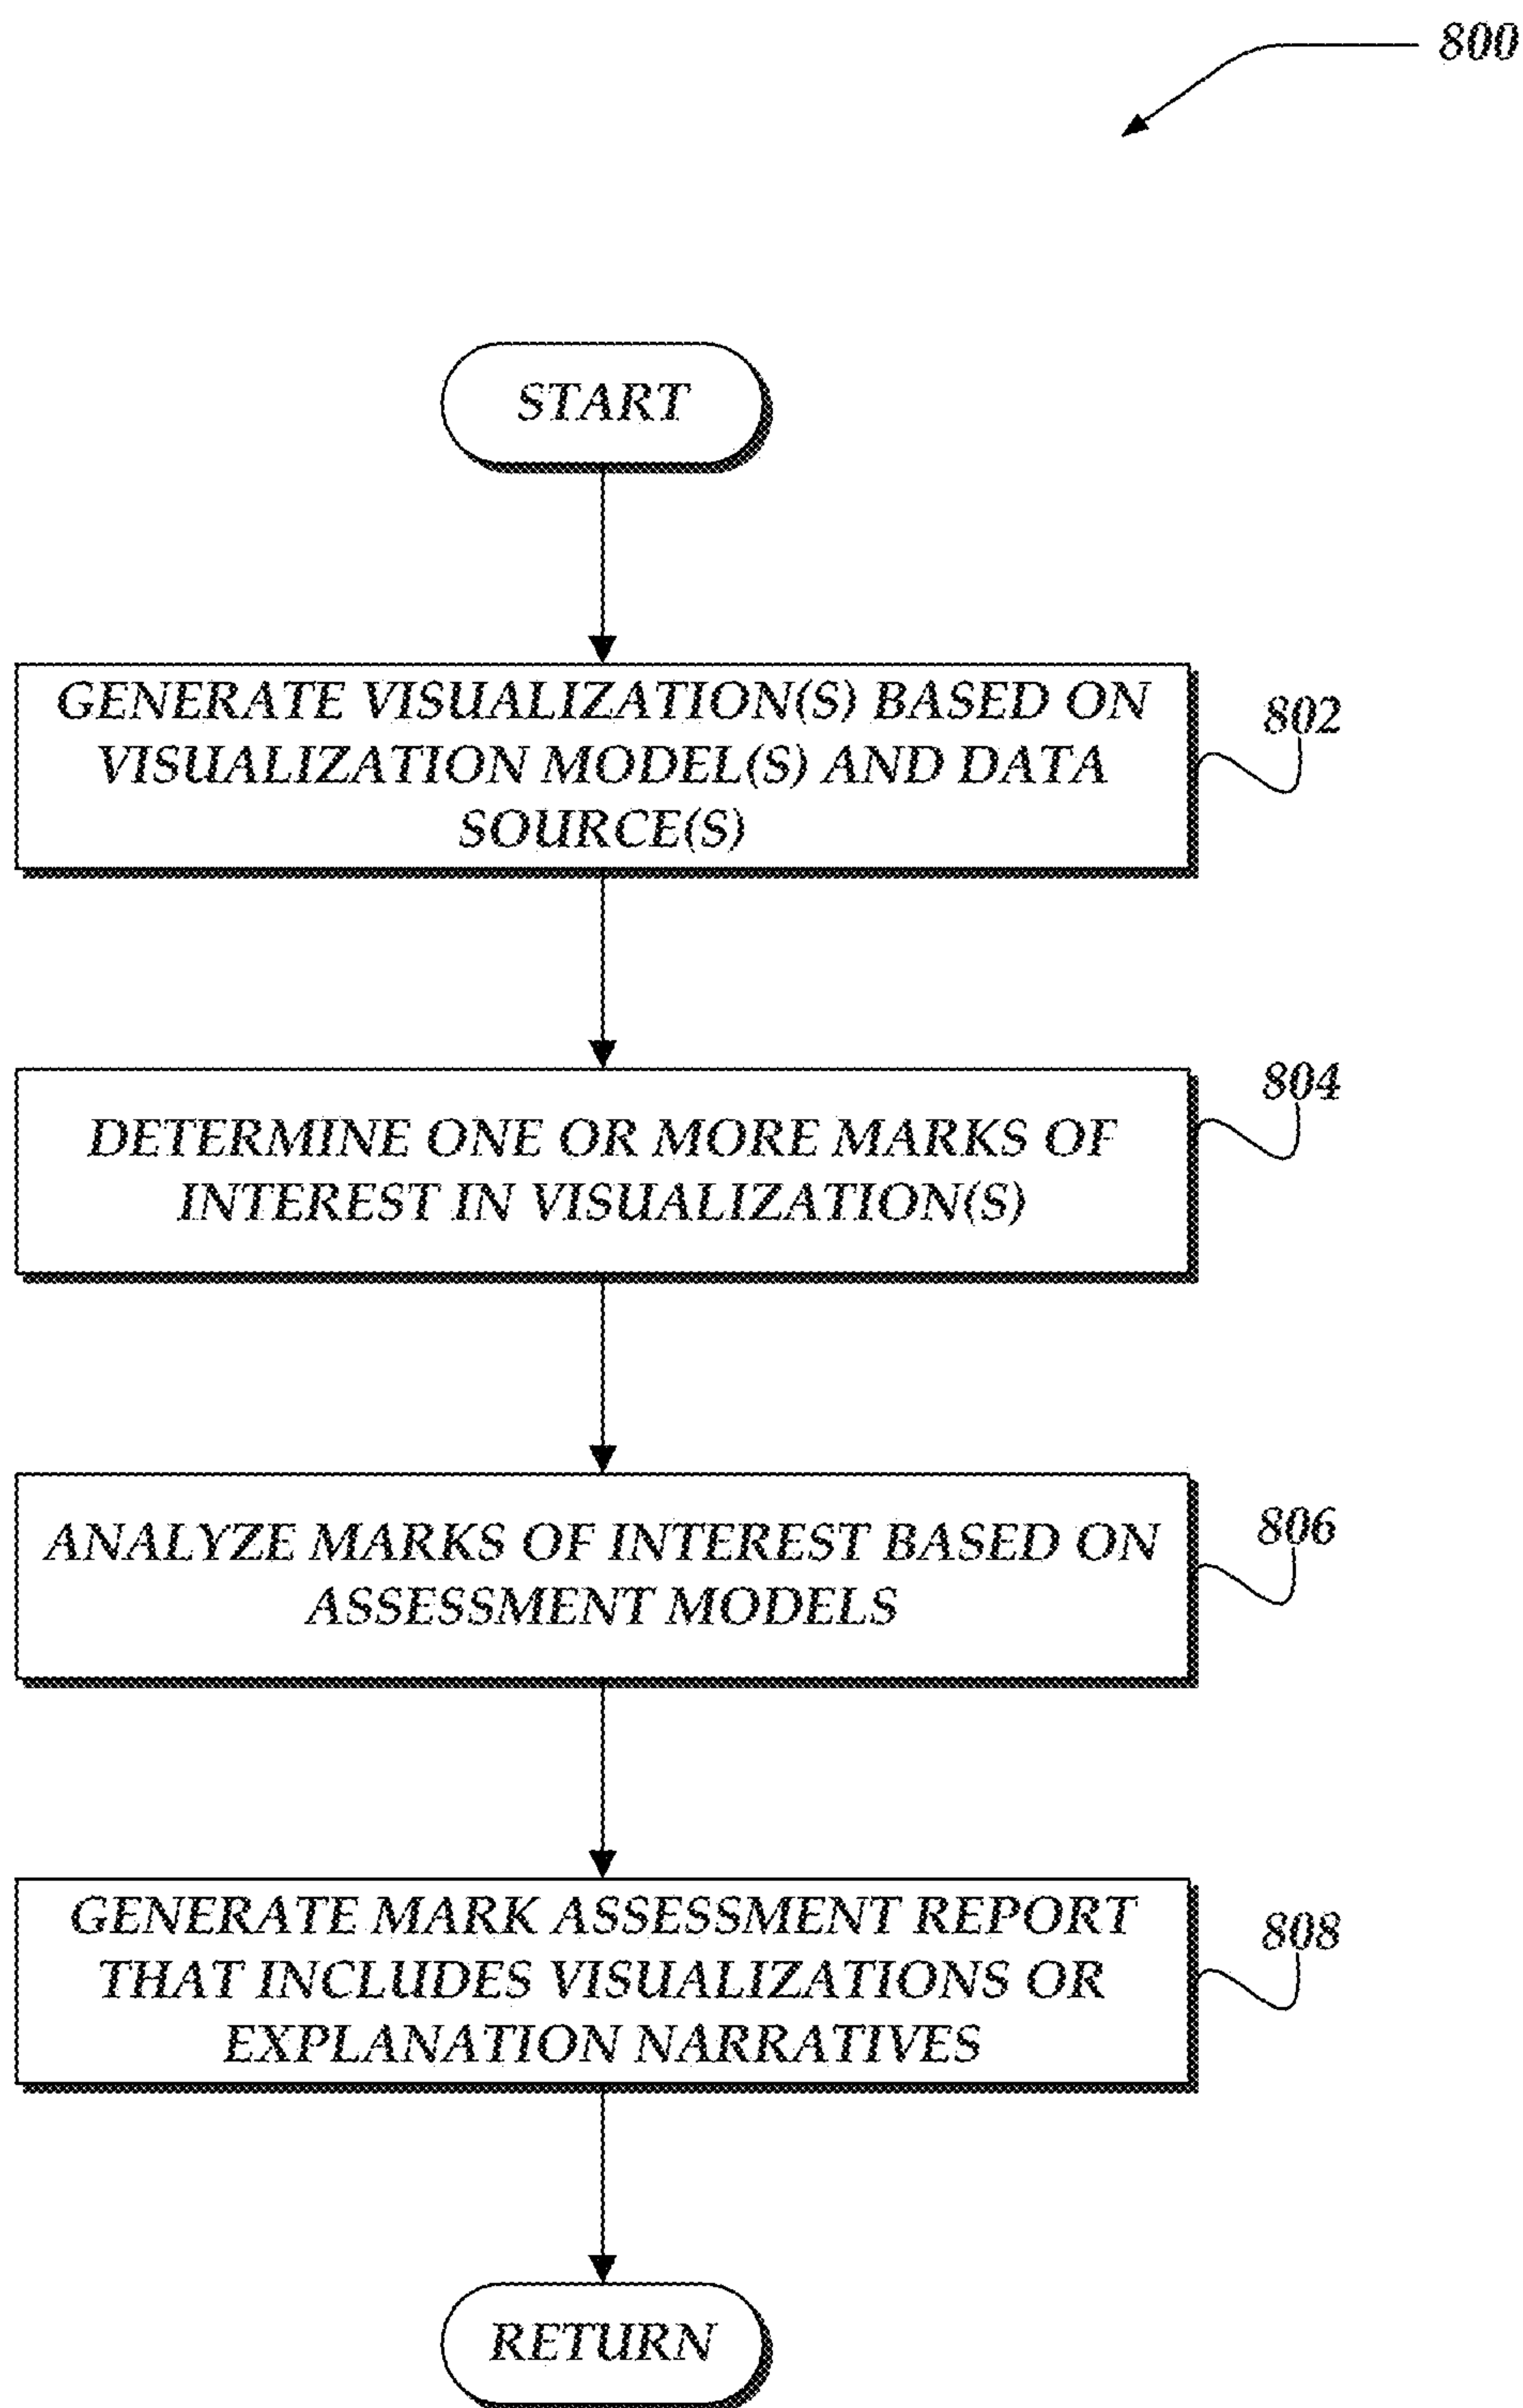 800
START
GENERATE VISUALIZATION(S) BASED ON
VISUALIZATION MODEL(S) AND DATA
SOURCE(S)
802
DETERMINE ONE OR MORE MARKS OF
INTEREST IN VISUALIZATION(S)
804
ANALYZE MARKS OF INTEREST BASED ON
ASSESSMENT MODELS
806
GENERATE MARK ASSESSMENT REPORT
THAT INCLUDES VISUALIZATIONS OR
EXPLANATION NARRATIVES
808
RETURN